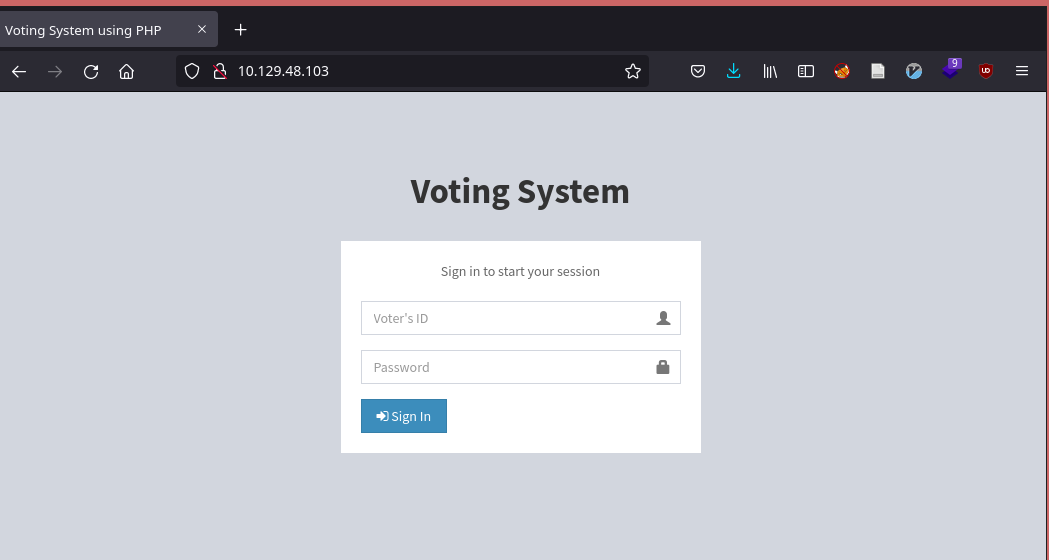 Voting System using PHP
10.129.48.103
9
UD
Voting System
Sign in to start your session
Voter's ID
Password
Sign In